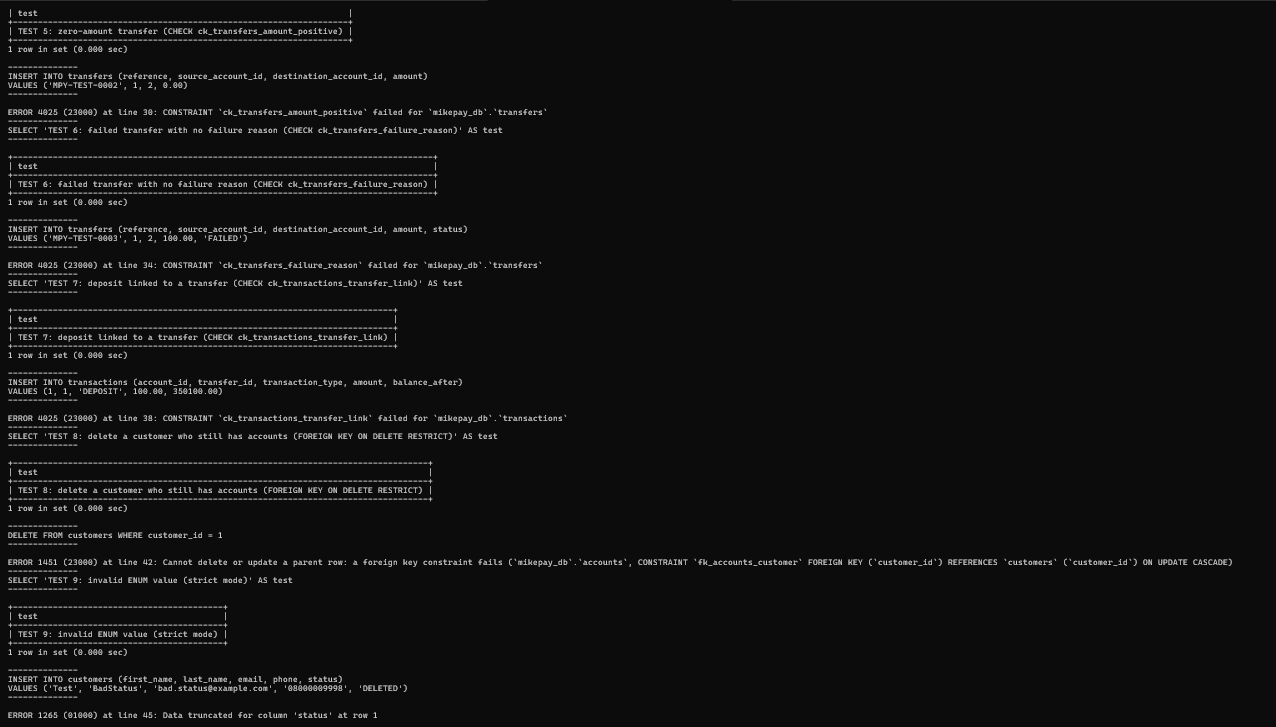 | test                                                               |
+--------------------------------------------------------------------+
| TEST 5: zero-amount transfer (CHECK ck_transfers_amount_positive) |
+--------------------------------------------------------------------+
1 row in set (0.000 sec)

--------------
INSERT INTO transfers (reference, source_account_id, destination_account_id, amount)
VALUES ('MPY-TEST-0002', 1, 2, 0.00)
--------------

ERROR 4025 (23000) at line 30: CONSTRAINT `ck_transfers_amount_positive` failed for `mikepay_db`.`transfers`
--------------
SELECT 'TEST 6: failed transfer with no failure reason (CHECK ck_transfers_failure_reason)' AS test
--------------

+------------------------------------------------------------------------------------+
| test                                                                               |
+------------------------------------------------------------------------------------+
| TEST 6: failed transfer with no failure reason (CHECK ck_transfers_failure_reason) |
+------------------------------------------------------------------------------------+
1 row in set (0.000 sec)

--------------
INSERT INTO transfers (reference, source_account_id, destination_account_id, amount, status)
VALUES ('MPY-TEST-0003', 1, 2, 100.00, 'FAILED')
--------------

ERROR 4025 (23000) at line 34: CONSTRAINT `ck_transfers_failure_reason` failed for `mikepay_db`.`transfers`
--------------
SELECT 'TEST 7: deposit linked to a transfer (CHECK ck_transactions_transfer_link)' AS test
--------------

+----------------------------------------------------------------------------+
| test                                                                       |
+----------------------------------------------------------------------------+
| TEST 7: deposit linked to a transfer (CHECK ck_transactions_transfer_link) |
+----------------------------------------------------------------------------+
1 row in set (0.000 sec)

--------------
INSERT INTO transactions (account_id, transfer_id, transaction_type, amount, balance_after)
VALUES (1, 1, 'DEPOSIT', 100.00, 350100.00)
--------------

ERROR 4025 (23000) at line 38: CONSTRAINT `ck_transactions_transfer_link` failed for `mikepay_db`.`transactions`
--------------
SELECT 'TEST 8: delete a customer who still has accounts (FOREIGN KEY ON DELETE RESTRICT)' AS test
--------------

+-----------------------------------------------------------------------------------+
| test                                                                              |
+-----------------------------------------------------------------------------------+
| TEST 8: delete a customer who still has accounts (FOREIGN KEY ON DELETE RESTRICT) |
+-----------------------------------------------------------------------------------+
1 row in set (0.000 sec)

--------------
DELETE FROM customers WHERE customer_id = 1
--------------

ERROR 1451 (23000) at line 42: Cannot delete or update a parent row: a foreign key constraint fails (`mikepay_db`.`accounts`, CONSTRAINT `fk_accounts_customer` FOREIGN KEY (`customer_id`) REFERENCES `customers` (`customer_id`) ON UPDATE CASCADE)
--------------
SELECT 'TEST 9: invalid ENUM value (strict mode)' AS test
--------------

+------------------------------------------+
| test                                     |
+------------------------------------------+
| TEST 9: invalid ENUM value (strict mode) |
+------------------------------------------+
1 row in set (0.000 sec)

--------------
INSERT INTO customers (first_name, last_name, email, phone, status)
VALUES ('Test', 'BadStatus', 'bad.status@example.com', '08000009998', 'DELETED')
--------------

ERROR 1265 (01000) at line 45: Data truncated for column 'status' at row 1